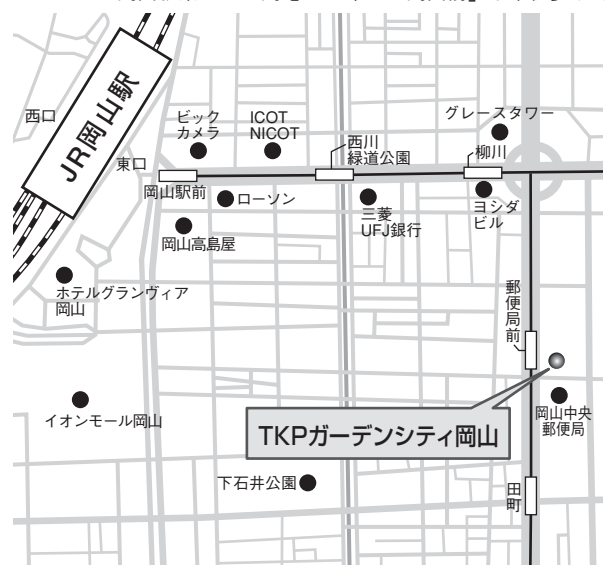 JR岡山駅
西口
東口
ビック
カメラ
ICOT
NICOT
西川
緑道公園
グレースタワー
柳川
岡山駅前
ローソン
三菱
UFJ銀行
ヨシダ
ビル
岡山高島屋
ホテルグランヴィア
岡山
郵便局前
イオンモール岡山
TKPガーデンシティ岡山
岡山中央
郵便局
下石井公園
田町